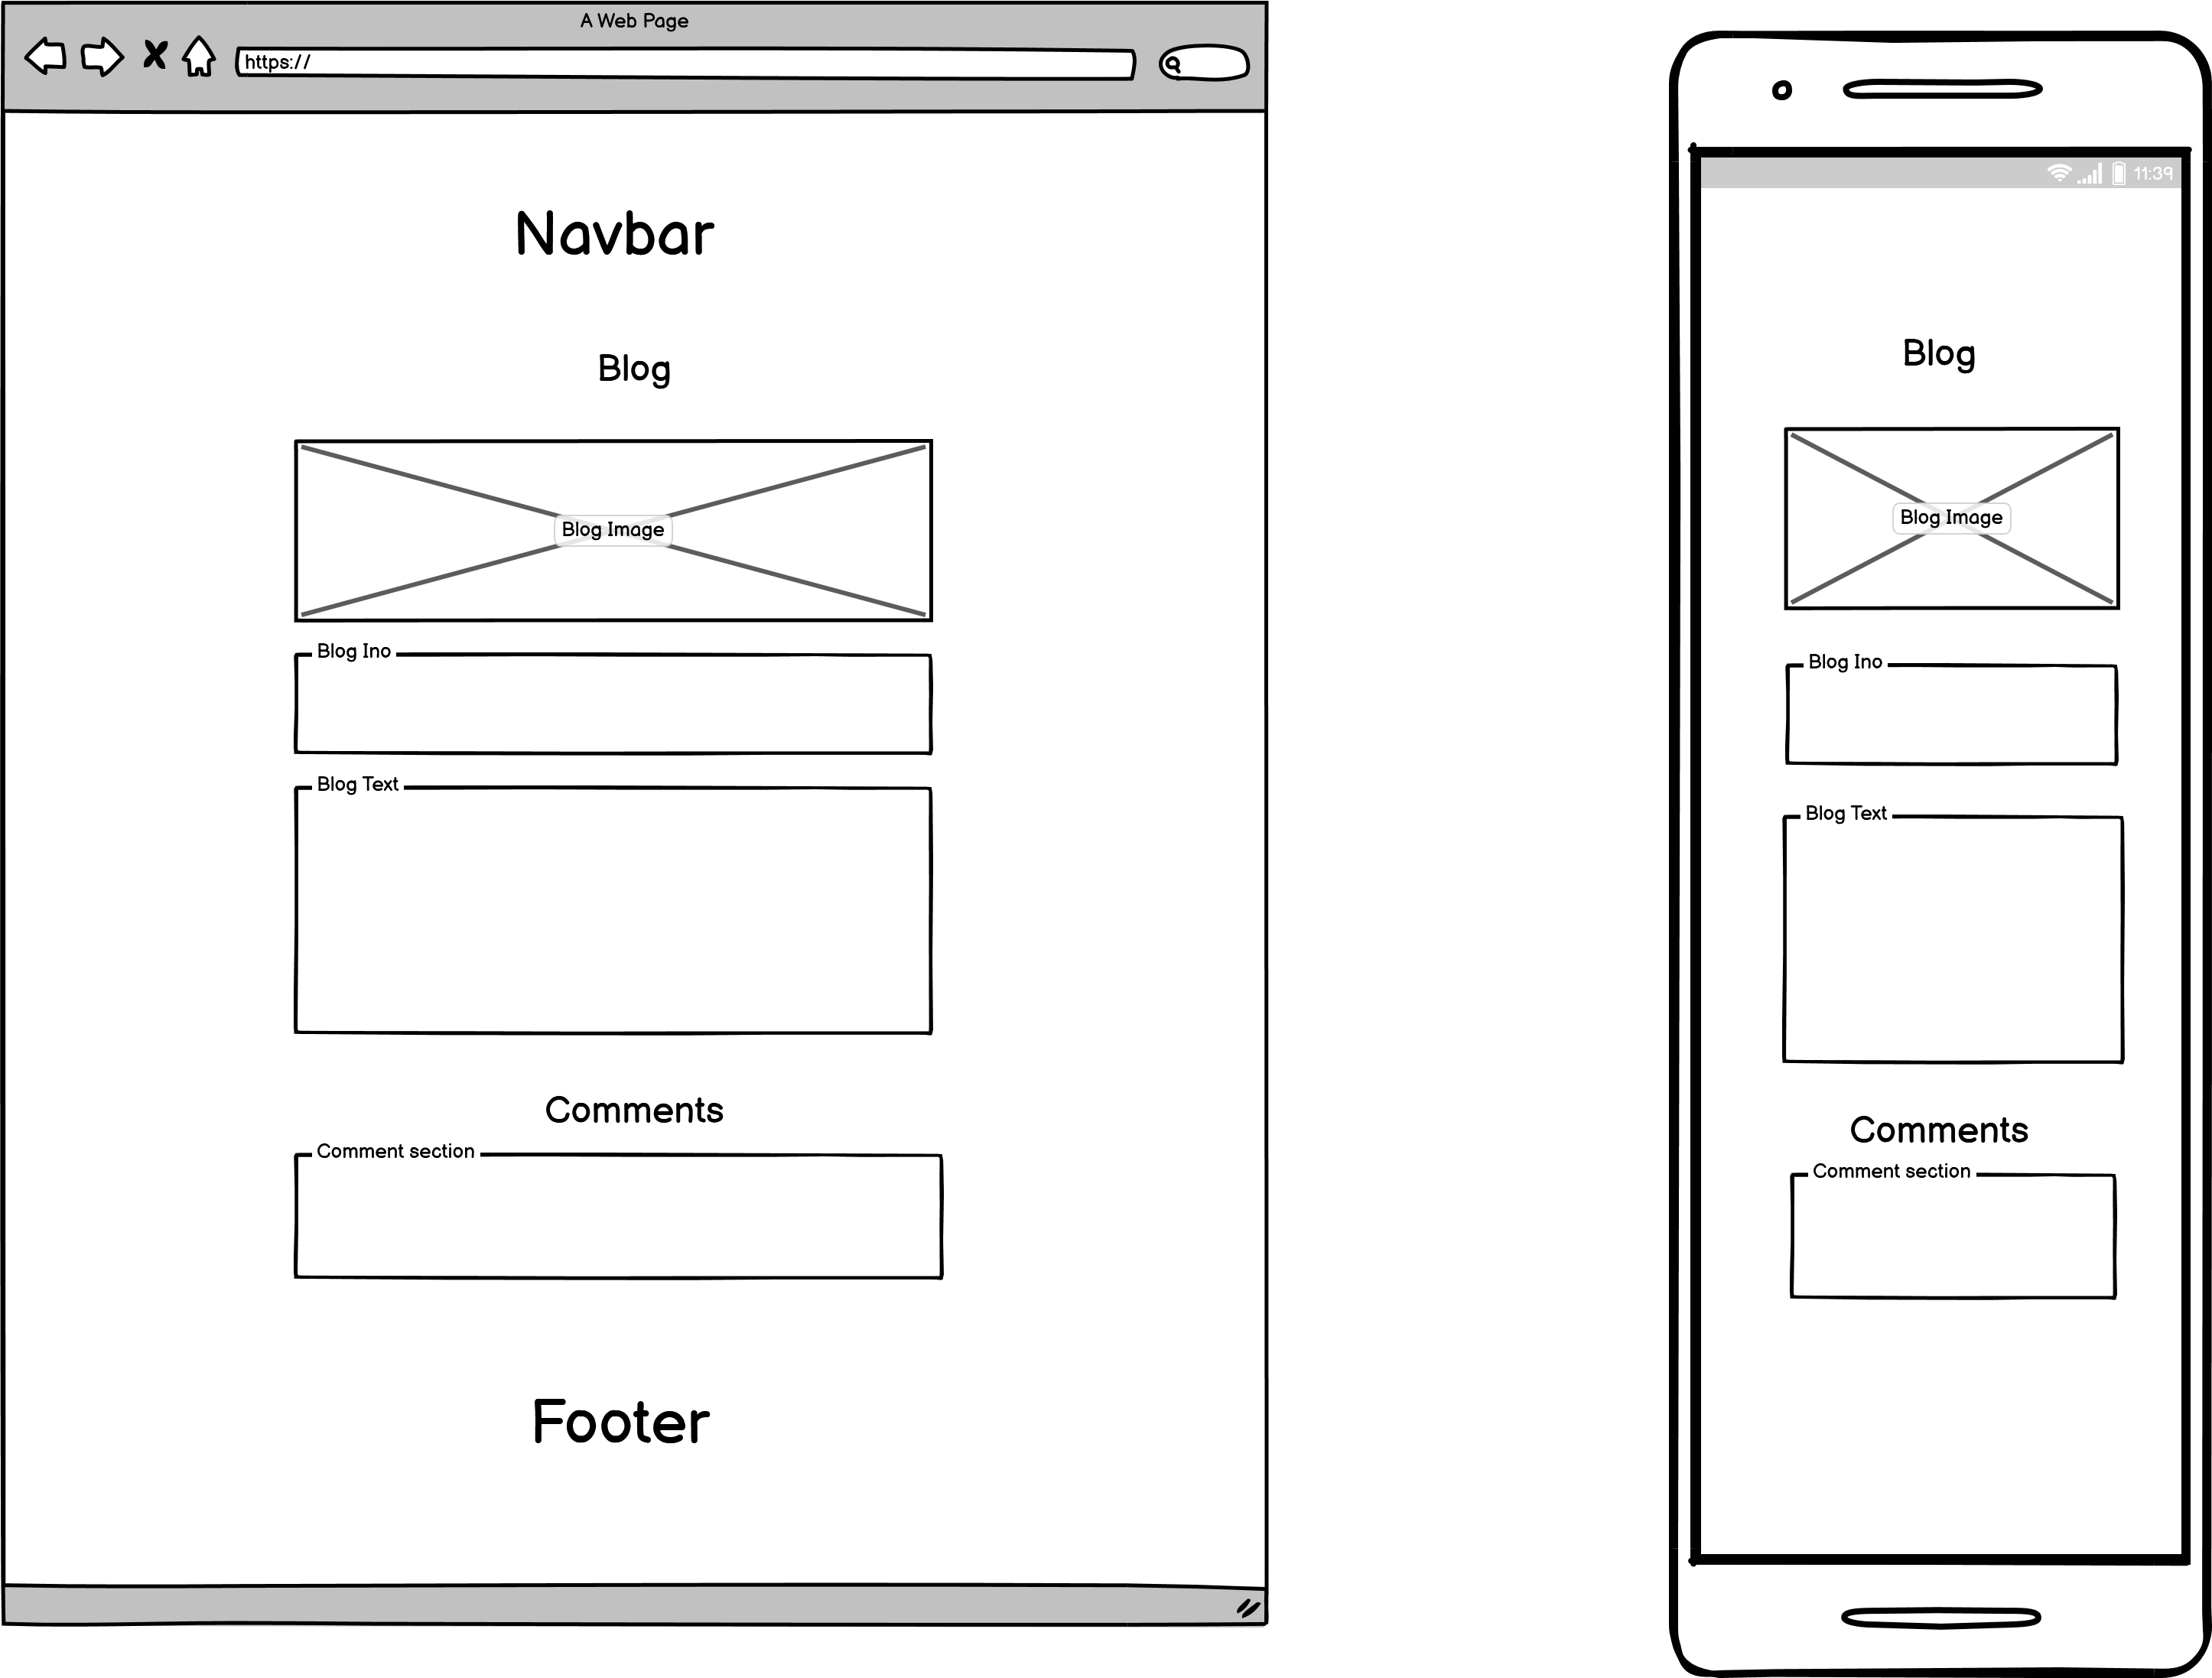 A Web Page
https://
Navbar
Blog
Blog Image
Blog Ino
Blog Text
Comments
Comment section
Footer
11:39
Blog
Blog Image
Blog Ino
Blog Text
Comments
Comment section